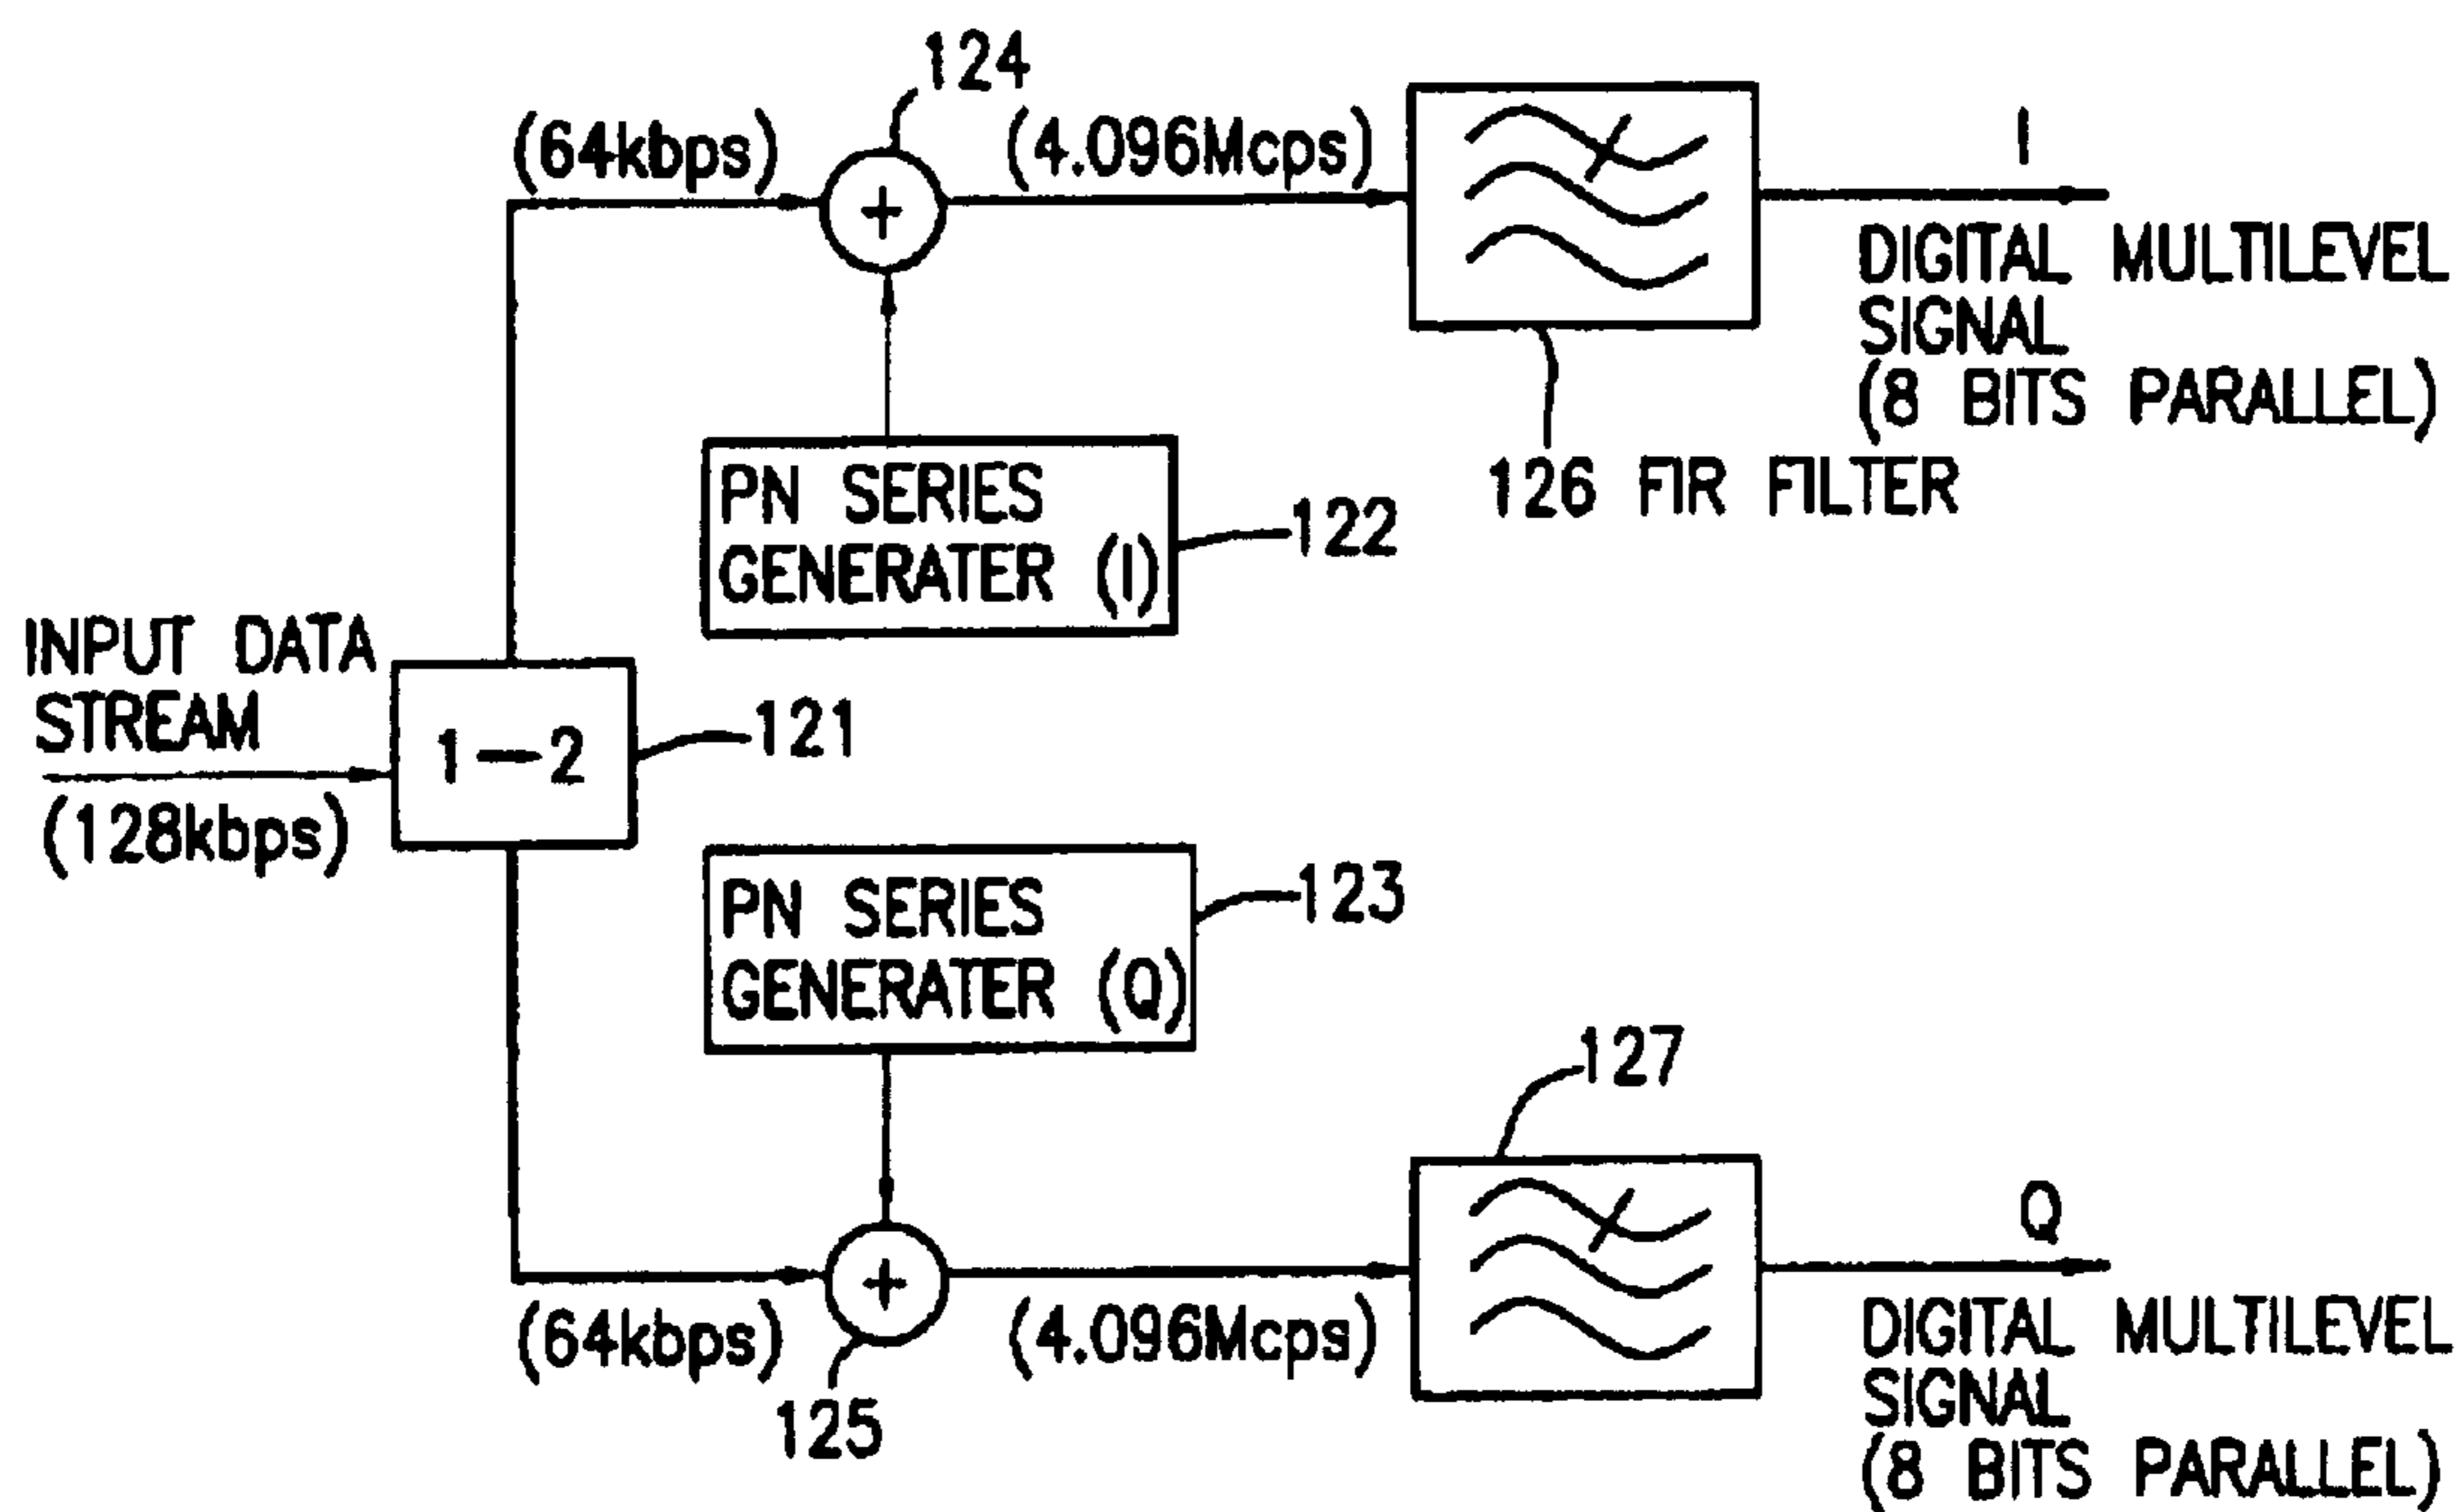 124
(64kbps)
(4.096Mcps)
I
+
DIGITAL MULTILEVEL
SIGNAL
(8 BITS PARALLEL)
PN SERIES
GENERATER (I)
122
126 FIR FILTER
INPUT DATA
STREAM
(128kbps)
1—2
121
PN SERIES
GENERATER (Q)
123
127
Q
+
(64kbps)
(4.096Mcps)
125
DIGITAL MULTILEVEL
SIGNAL
(8 BITS PARALLEL)